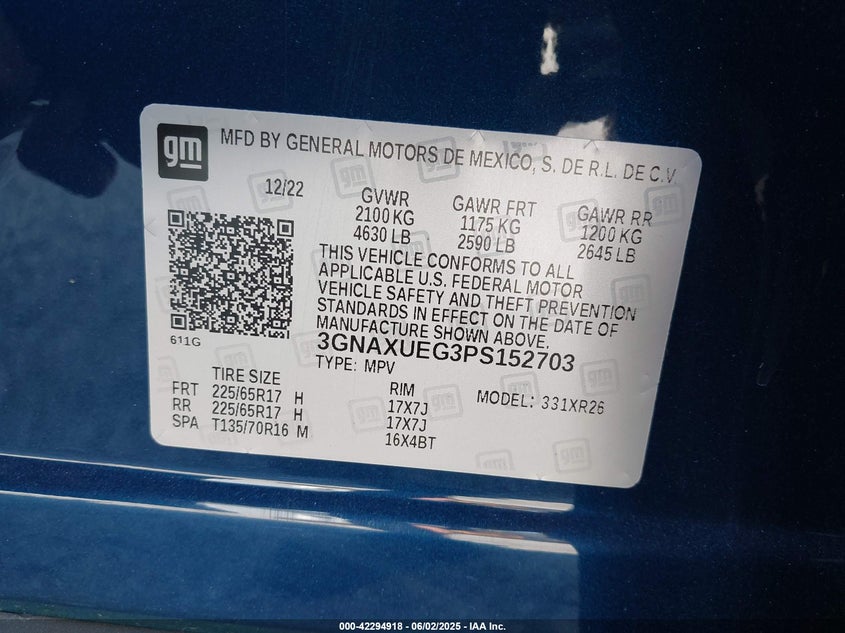 gm
MFD BY GENERAL MOTORS DE MEXICO, S. DE R.L. DE C.V.
12/22
GVWR
2100 KG
4630 LB
GAWR FRT
1175 KG
2590 LB
GAWR RR
1200 KG
2645 LB
THIS VEHICLE CONFORMS TO ALL
APPLICABLE U.S. FEDERAL MOTOR
VEHICLE SAFETY AND THEFT PREVENTION
STANDARDS IN EFFECT ON THE DATE OF
MANUFACTURE SHOWN ABOVE.
611G
3GNAXUEG3PS152703
TYPE: MPV
TIRE SIZE
FRT 225/65R17 H
RR 225/65R17 H
SPA T135/70R16 M
RIM
17X7J
17X7J
16X4BT
MODEL: 331XR26
000-42294918 - 06/02/2025 - IAA Inc.